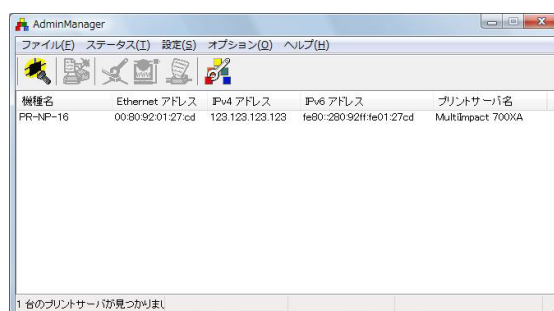 AdminManager
ファイル(F) ステータス(T) 設定(S) オプション(O) ヘルプ(H)
機種名 Ethernet アドレス IPv4 アドレス IPv6 アドレス プリントサーバ名
PR-NP-16 00:80:92:01:27:cd 123.123.123.123 fe80::280:92ff:fe01:27cd MultiImpact 700XA
1 台のプリントサーバが見つかりまし